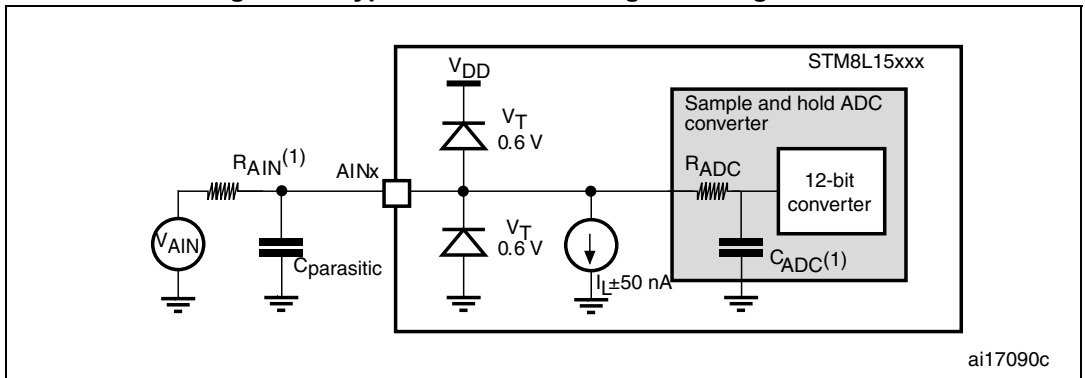 STM8L15xxx
VDD
Sample and hold ADC
converter
VT
0.6 V
RAIN(1)
AINx
RADC
12-bit
converter
VAIN
Cparasitic
VT
0.6 V
IL±50 nA
CADC(1)
ai17090c